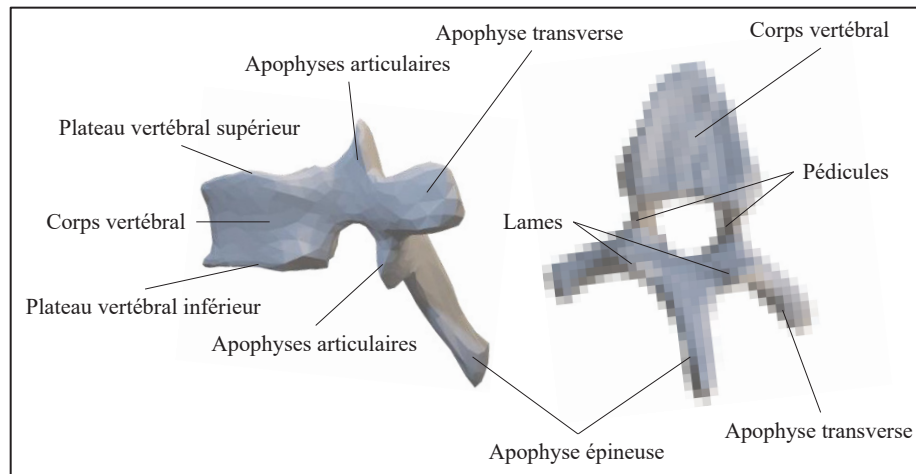 Apophyse transverse
Corps vertébral
Apophyses articulaires
Plateau vertébral supérieur
Pédicules
Corps vertébral
Lames
Plateau vertébral inférieur
Apophyses articulaires
Apophyse transverse
Apophyse épineuse